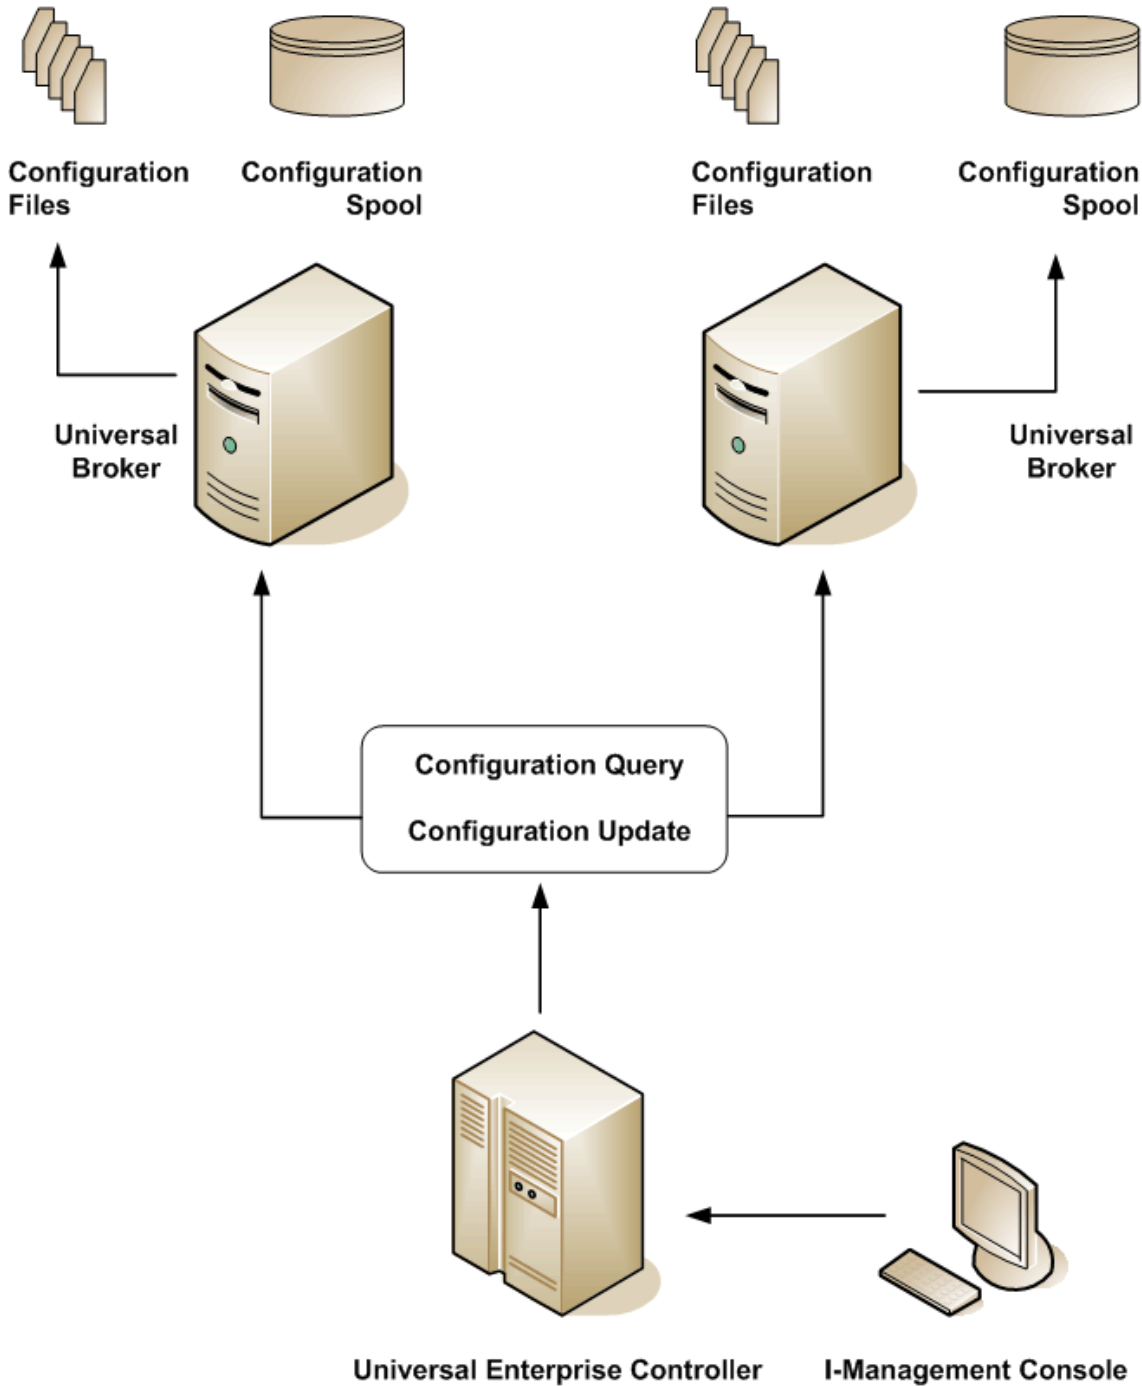 Configuration Files
Configuration Spool
Configuration Files
Configuration Spool
Universal Broker
Universal Broker
Configuration Query
Configuration Update
Universal Enterprise Controller
I-Management Console